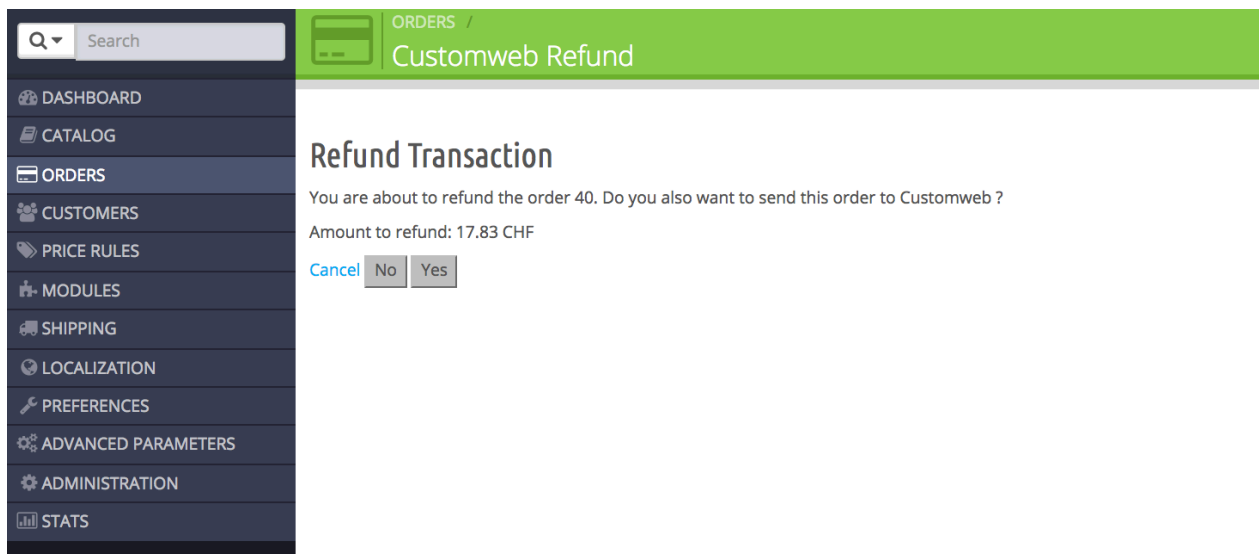 Search
DASHBOARD
CATALOG
ORDERS
CUSTOMERS
PRICE RULES
MODULES
SHIPPING
LOCALIZATION
PREFERENCES
ADVANCED PARAMETERS
ADMINISTRATION
STATS
ORDERS /
Customweb Refund
Refund Transaction
You are about to refund the order 40. Do you also want to send this order to Customweb ?
Amount to refund: 17.83 CHF
Cancel No Yes